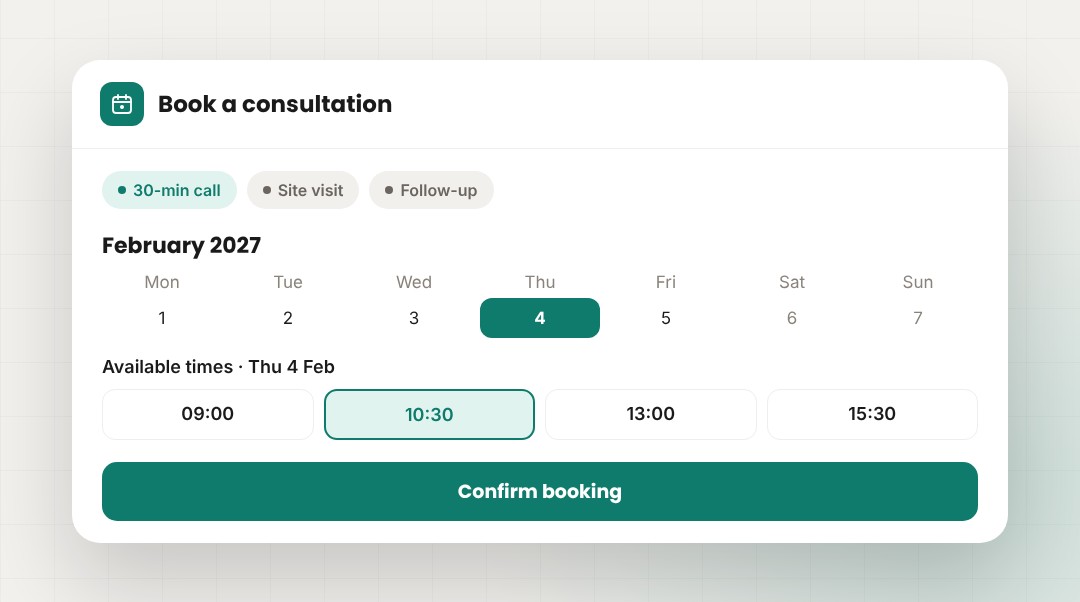 Book a consultation
30-min call Site visit Follow-up
February 2027
Mon Tue Wed Thu Fri Sat Sun
1 2 3 4 5 6 7
Available times · Thu 4 Feb
09:00 10:30 13:00 15:30
Confirm booking